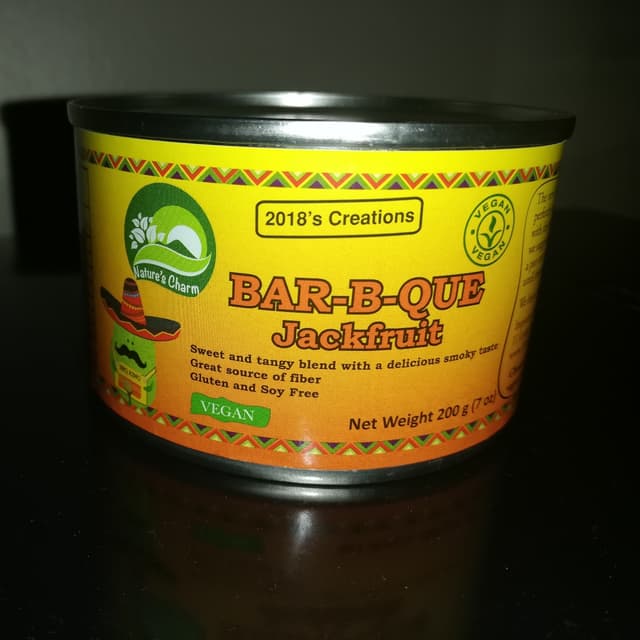 2018's Creations
VEGAN
VEGAN
Nature's Charm
BAR-B-QUE
Jackfruit
Sweet and tangy blend with a delicious smoky taste
Great source of fiber
Gluten and Soy Free
VEGAN
Net Weight 200 g (7 oz)